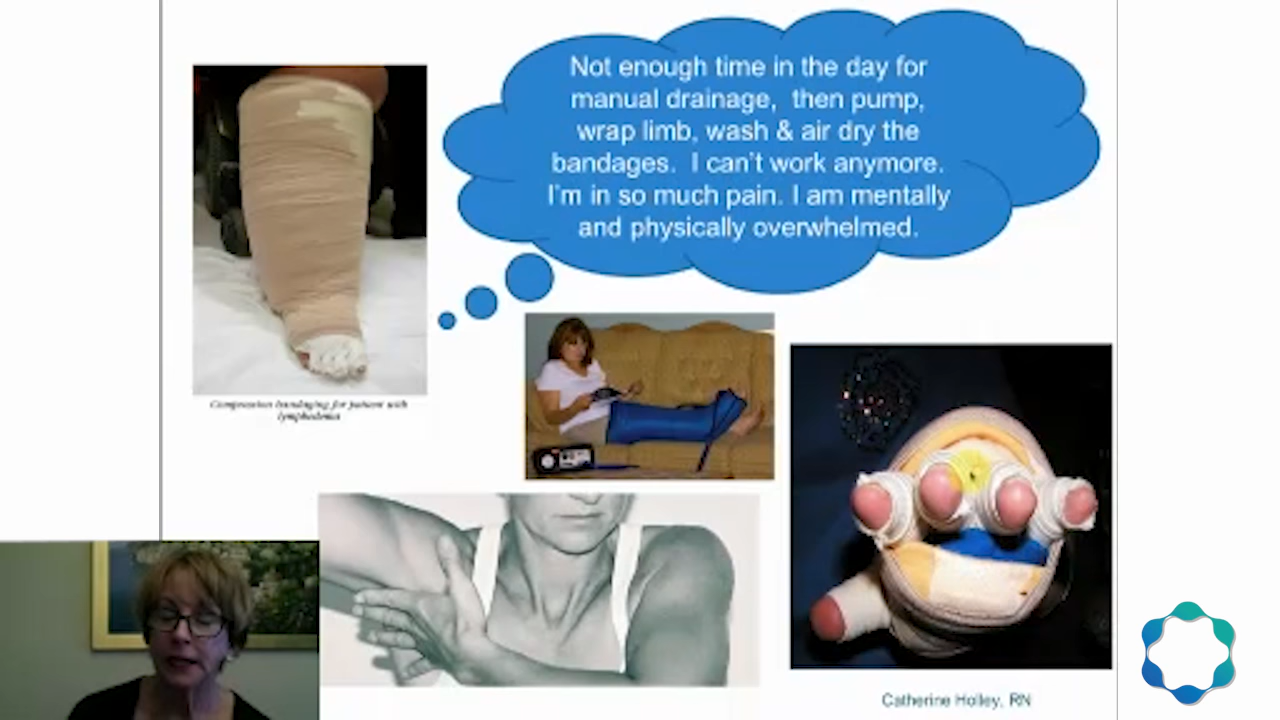 Not enough time in the day for
manual drainage, then pump,
wrap limb, wash & air dry the
bandages. I can't work anymore.
I'm in so much pain. I am mentally
and physically overwhelmed.
Compression bandaging for patient with
lymphedema
Catherine Holley, RN